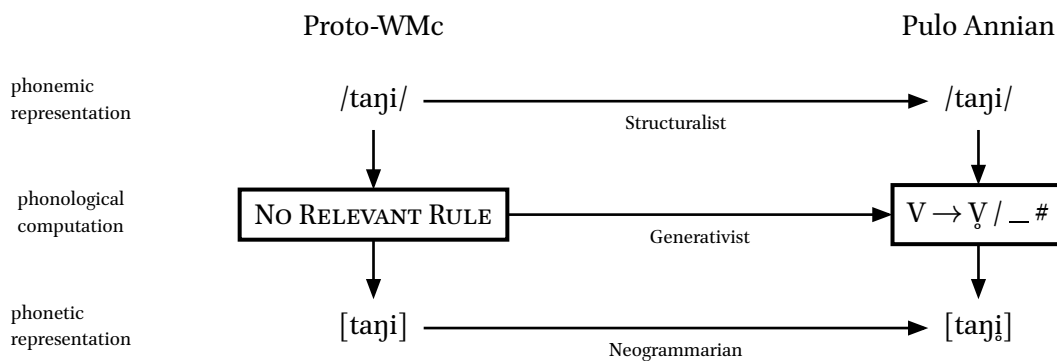 Proto-WMc Pulo Annian
phonemic
representation
/taŋi/ /taŋi/
Structuralist
phonological
computation
No Relevant Rule V → V̥ / _ #
Generativist
phonetic
representation
[taŋi] [taŋi̥]
Neogrammarian